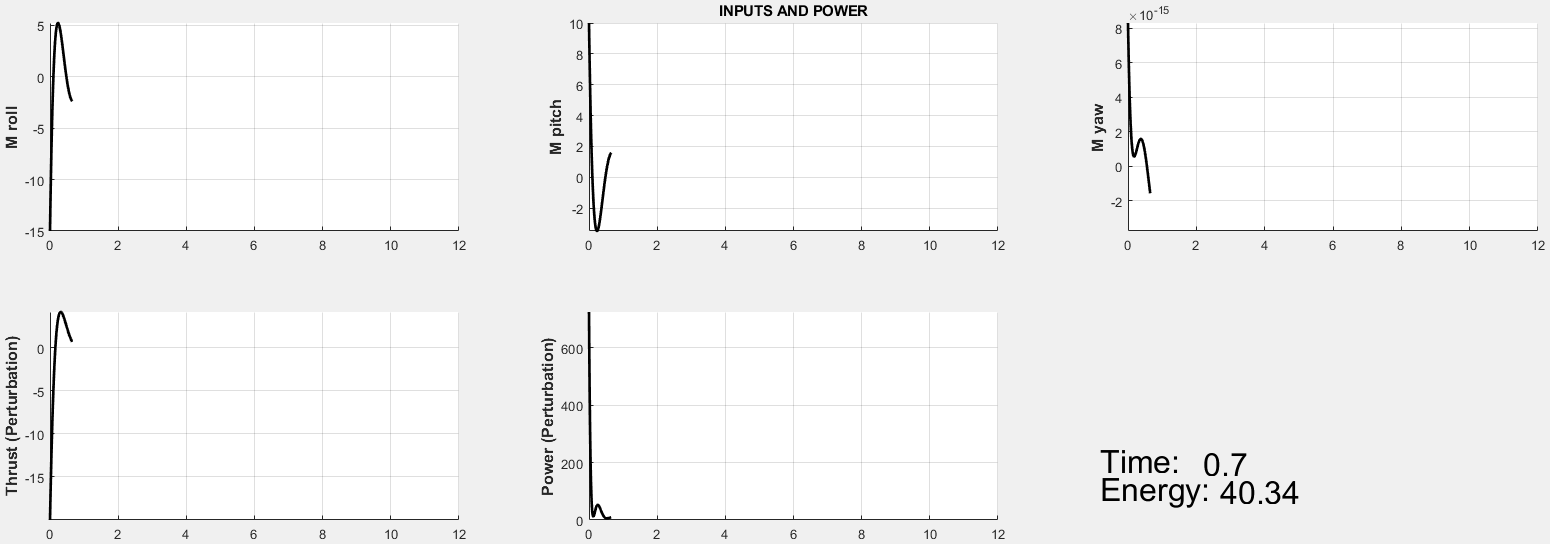 INPUTS AND POWER
M roll
5
0
-5
-10
-15
0 2 4 6 8 10 12
M pitch
10
8
6
4
2
0
-2
0 2 4 6 8 10 12
×10^-15
M yaw
8
6
4
2
0
-2
0 2 4 6 8 10 12
Thrust (Perturbation)
0
-5
-10
-15
0 2 4 6 8 10 12
Power (Perturbation)
600
400
200
0
0 2 4 6 8 10 12
Time: 0.7
Energy: 40.34